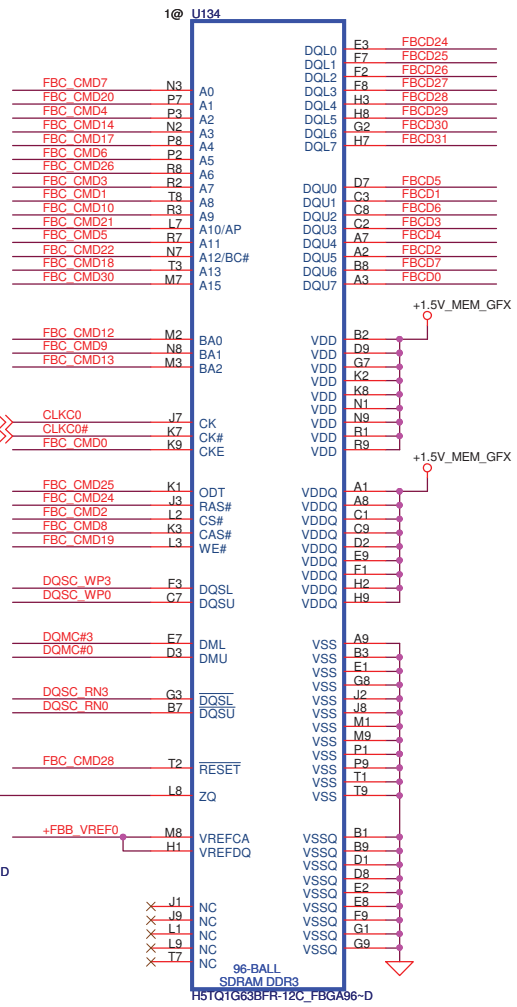 1@ U134
E3 FBCD24
DQL0
F7 FBCD25
DQL1
F2 FBCD26
DQL2
FBC_CMD7 N3 A0 DQL3 F8 FBCD27
FBC_CMD20 P7 A1 DQL4 H3 FBCD28
FBC_CMD4 P3 A2 DQL5 H8 FBCD29
FBC_CMD14 N2 A3 DQL6 G2 FBCD30
FBC_CMD17 P8 A4 DQL7 H7 FBCD31
FBC_CMD6 P2 A5
FBC_CMD26 R8 A6
FBC_CMD3 R2 A7 DQU0 D7 FBCD5
FBC_CMD1 T8 A8 DQU1 C3 FBCD1
FBC_CMD10 R3 A9 DQU2 C8 FBCD6
FBC_CMD21 L7 A10/AP DQU3 C2 FBCD3
FBC_CMD5 R7 A11 DQU4 A7 FBCD4
FBC_CMD22 N7 A12/BC# DQU5 A2 FBCD2
FBC_CMD18 T3 A13 DQU6 B8 FBCD7
FBC_CMD30 M7 A15 DQU7 A3 FBCD0
+1.5V_MEM_GFX
FBC_CMD12 M2 BA0 VDD B2
FBC_CMD9 N8 BA1 VDD D9
FBC_CMD13 M3 BA2 VDD G7
VDD K2
VDD K8
VDD N1
CLKC0 J7 CK VDD N9
CLKC0# K7 CK# VDD R1
FBC_CMD0 K9 CKE VDD R9
+1.5V_MEM_GFX
FBC_CMD25 K1 ODT VDDQ A1
FBC_CMD24 J3 RAS# VDDQ A8
FBC_CMD2 L2 CS# VDDQ C1
FBC_CMD8 K3 CAS# VDDQ C9
FBC_CMD19 L3 WE# VDDQ D2
VDDQ E9
VDDQ F1
DQSC_WP3 F3 DQSL VDDQ H2
DQSC_WP0 C7 DQSU VDDQ H9
DQMC#3 E7 DML VSS A9
DQMC#0 D3 DMU VSS B3
VSS E1
VSS G8
DQSC_RN3 G3 DQSL VSS J2
DQSC_RN0 B7 DQSU VSS J8
VSS M1
VSS M9
VSS P1
FBC_CMD28 T2 RESET VSS P9
VSS T1
L8 ZQ VSS T9
+FBB_VREF0 M8 VREFCA VSSQ B1
H1 VREFDQ VSSQ B9
VSSQ D1
D
VSSQ D8
VSSQ E2
J1 NC VSSQ E8
J9 NC VSSQ F9
L1 NC VSSQ G1
L9 NC VSSQ G9
T7 NC
96-BALL
SDRAM DDR3
H5TQ1G63BFR-12C_FBGA96~D